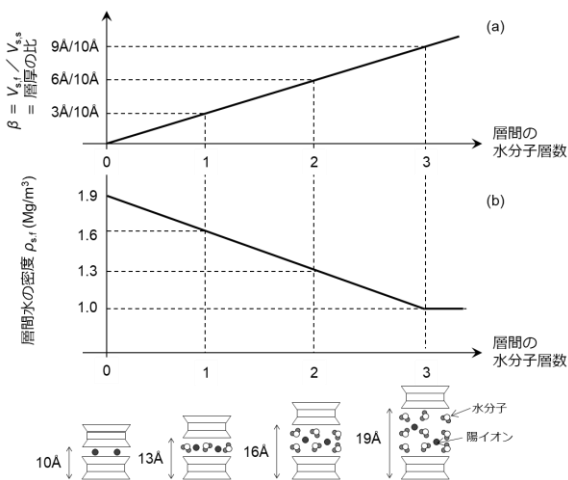 (a)
β = Vs,f / Vs,s
= 層厚の比
9Å/10Å
6Å/10Å
3Å/10Å
0
1
2
3
層間の
水分子層数
(b)
層間水の密度 ρs,f (Mg/m³)
1.9
1.6
1.3
1.0
0
1
2
3
層間の
水分子層数
10Å
13Å
16Å
19Å
水分子
陽イオン